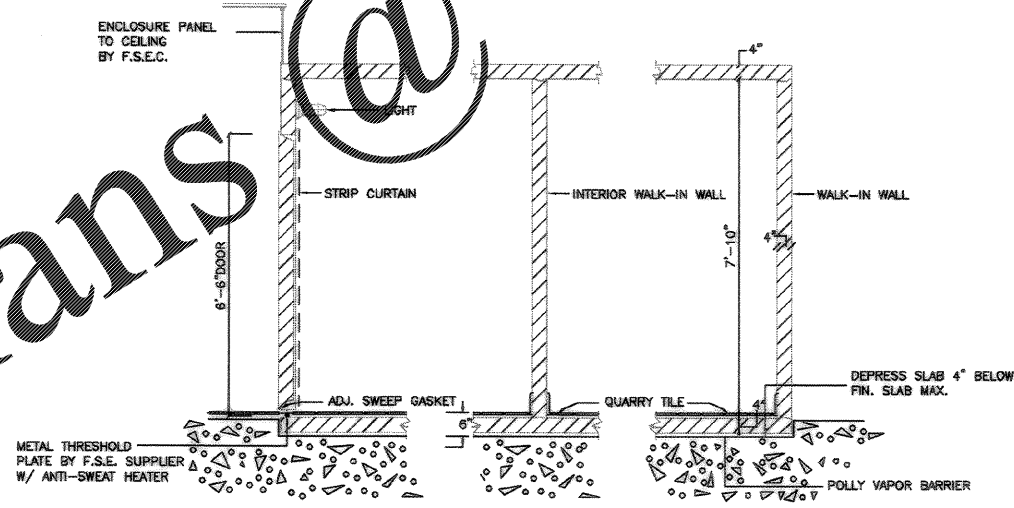 ENCLOSURE PANEL
TO CEILING
BY F.S.E.C.
4"
@
LIGHT
STRIP CURTAIN
INTERIOR WALK-IN WALL
WALK-IN WALL
ans
6'-6"DOOR
7'-10"
4"
DEPRESS SLAB 4" BELOW
FIN. SLAB MAX.
ADJ. SWEEP GASKET
6"
QUARRY TILE
4"
METAL THRESHOLD
PLATE BY F.S.E. SUPPLIER
W/ ANTI-SWEAT HEATER
POLLY VAPOR BARRIER